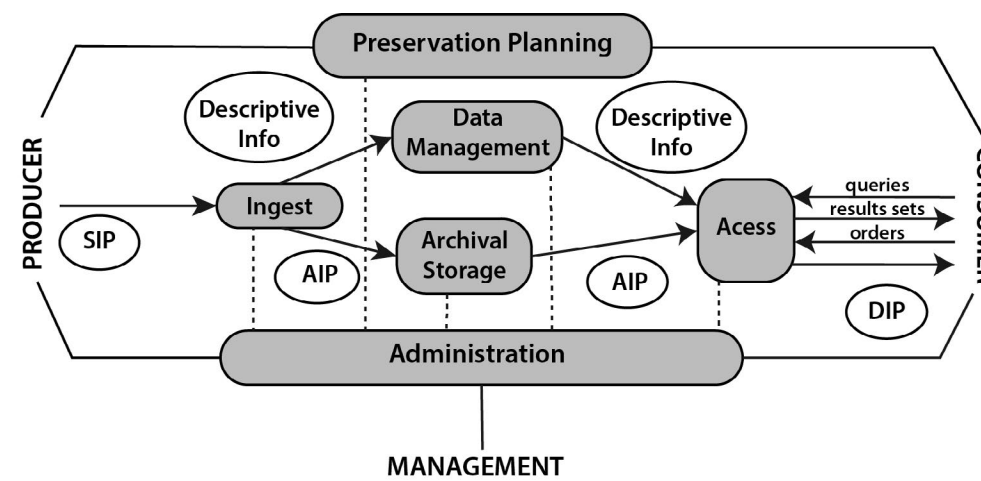 Preservation Planning
Descriptive
Info
Data
Management
Descriptive
Info
PRODUCER
SIP
Ingest
AIP
Archival
Storage
AIP
Acess
queries
results sets
orders
DIP
Administration
MANAGEMENT